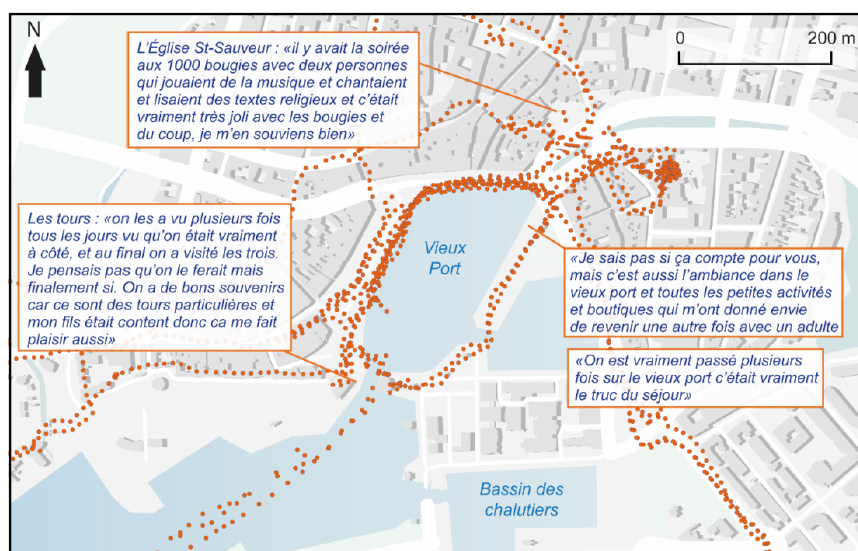 N
0 200 m
L'Église St-Sauveur : «il y avait la soirée
aux 1000 bougies avec deux personnes
qui jouaient de la musique et chantaient
et lisaient des textes religieux et c'était
vraiment très joli avec les bougies et
du coup, je m'en souviens bien»
Les tours : «on les a vu plusieurs fois
tous les jours vu qu'on était vraiment
à côté, et au final on a visité les trois.
Je pensais pas qu'on le ferait mais
finalement si. On a de bons souvenirs
car ce sont des tours particulières et
mon fils était content donc ca me fait
plaisir aussi»
Vieux
Port
«Je sais pas si ça compte pour vous,
mais c'est aussi l'ambiance dans le
vieux port et toutes les petites activités
et boutiques qui m'ont donné envie
de revenir une autre fois avec un adulte
«On est vraiment passé plusieurs
fois sur le vieux port c'était vraiment
le truc du séjour»
Bassin des
chalutiers